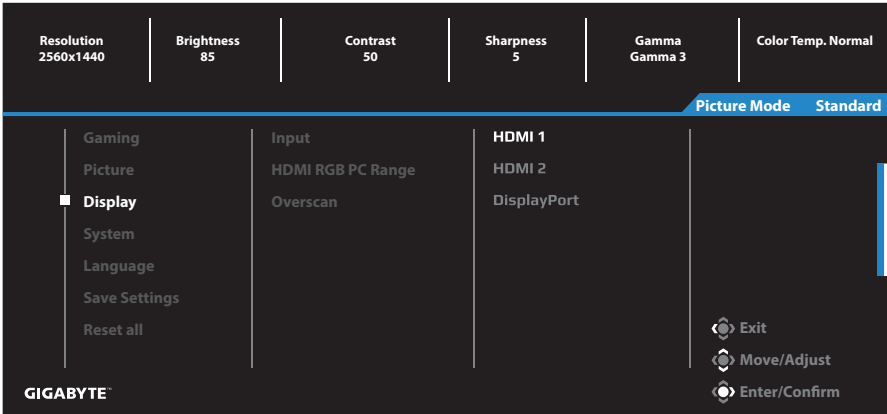 Resolution Brightness Contrast Sharpness Gamma Color Temp. Normal
2560x1440 85 50 5 Gamma 3
Picture Mode Standard
Gaming Input HDMI 1
Picture HDMI RGB PC Range HDMI 2
Display Overscan DisplayPort
System
Language
Save Settings
Reset all
Exit
Move/Adjust
GIGABYTE™ Enter/Confirm